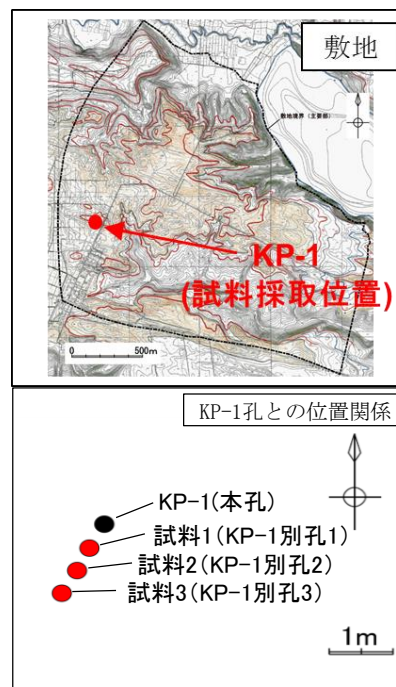 敷地
敷地境界（主要部）
KP-1
(試料採取位置)
0 500m
KP-1孔との位置関係
KP-1(本孔)
試料1(KP-1別孔1)
試料2(KP-1別孔2)
試料3(KP-1別孔3)
1m